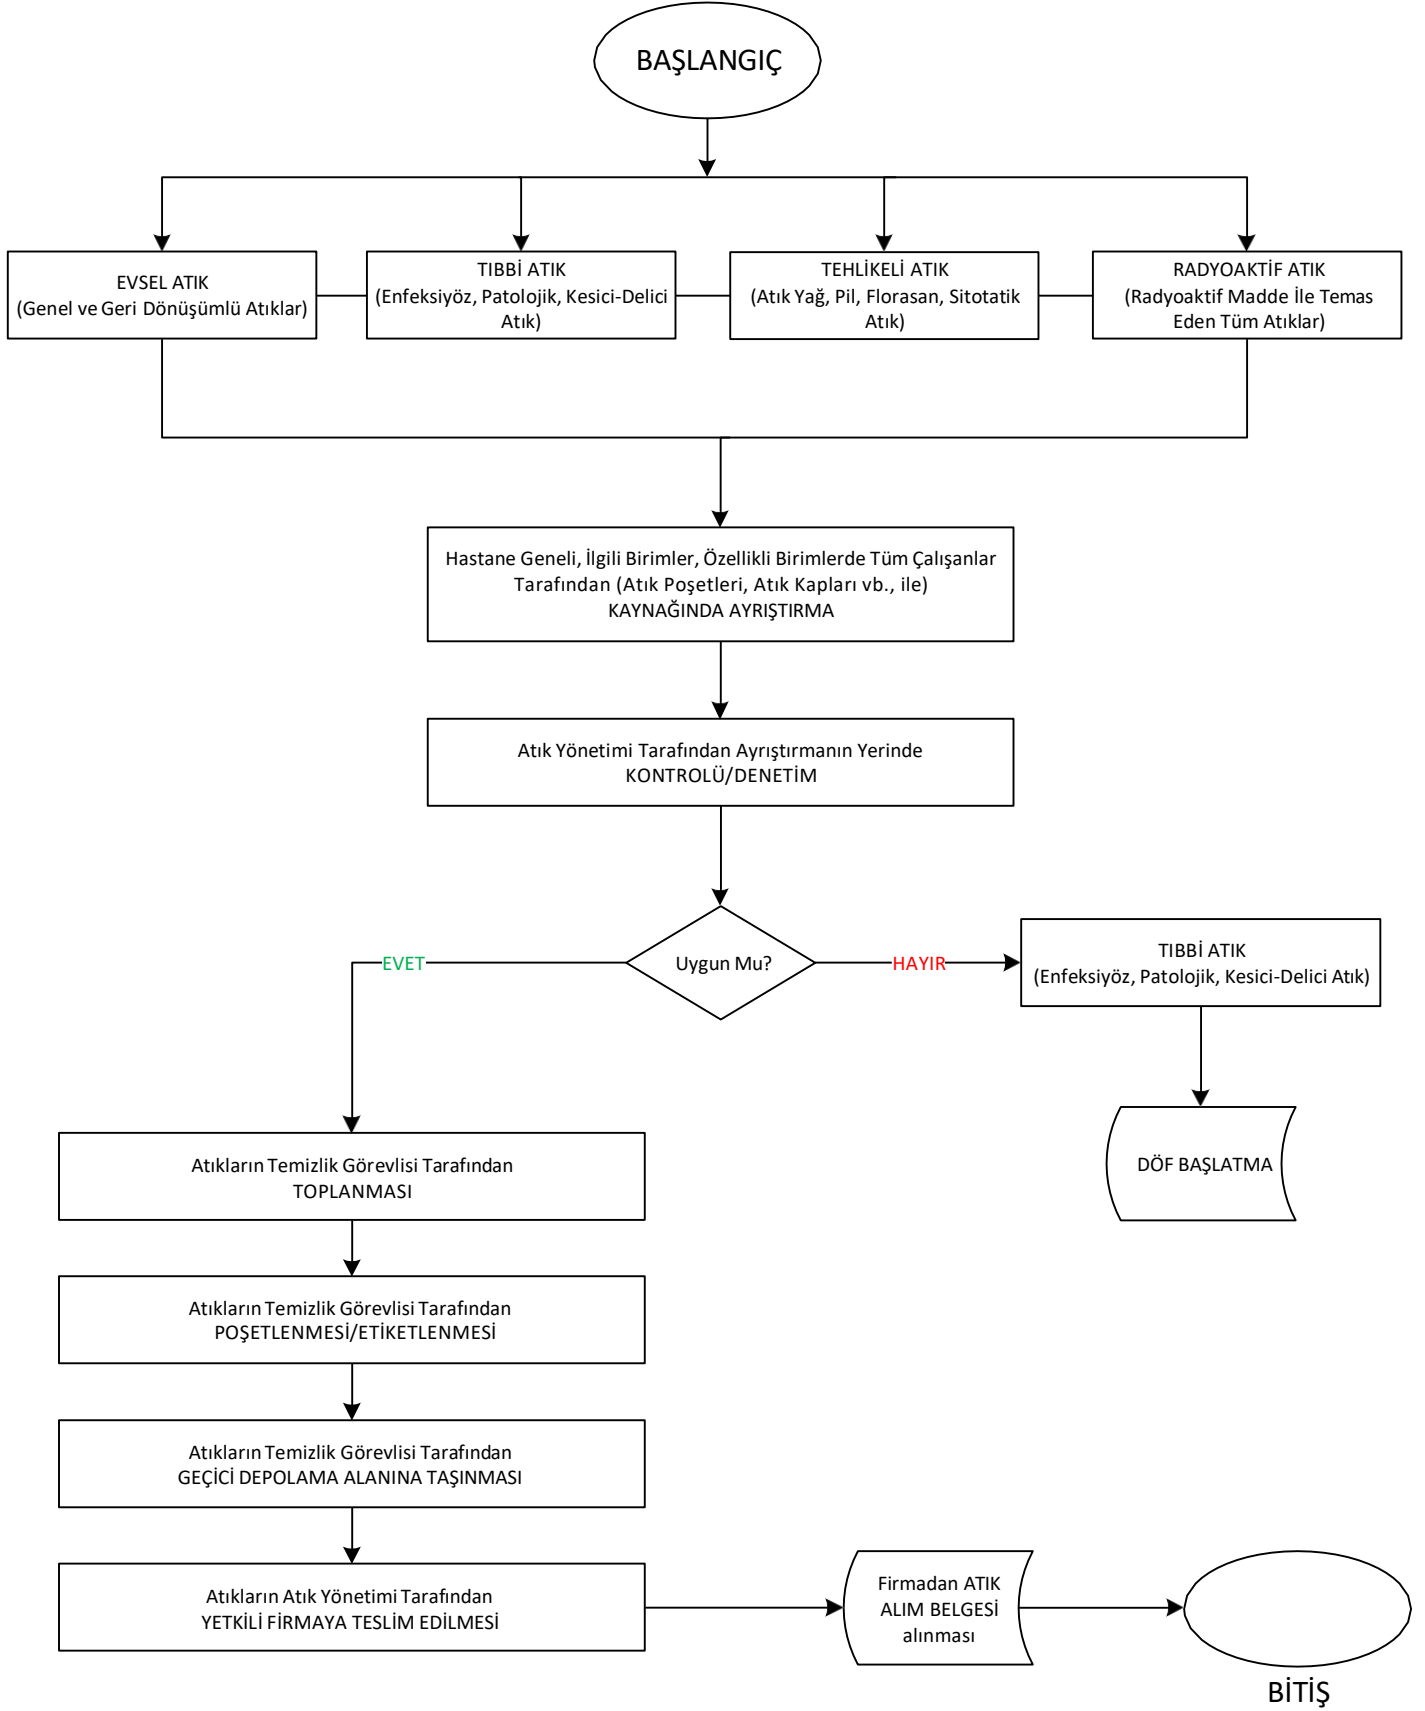 BAŞLANGIÇ
EVSEL ATIK
(Genel ve Geri Dönüşümlü Atıklar)
TIBBİ ATIK
(Enfeksiyöz, Patolojik, Kesici-Delici
Atık)
TEHLİKELİ ATIK
(Atık Yağ, Pil, Florasan, Sitotatik
Atık)
RADYOAKTİF ATIK
(Radyoaktif Madde İle Temas
Eden Tüm Atıklar)
Hastane Geneli, İlgili Birimler, Özellikli Birimlerde Tüm Çalışanlar
Tarafından (Atık Poşetleri, Atık Kapları vb., ile)
KAYNAĞINDA AYRIŞTIRMA
Atık Yönetimi Tarafından Ayrıştırmanın Yerinde
KONTROLÜ/DENETİM
Uygun Mu?
EVET
HAYIR
TIBBİ ATIK
(Enfeksiyöz, Patolojik, Kesici-Delici Atık)
DÖF BAŞLATMA
Atıkların Temizlik Görevlisi Tarafından
TOPLANMASI
Atıkların Temizlik Görevlisi Tarafından
POŞETLENMESİ/ETİKETLENMESİ
Atıkların Temizlik Görevlisi Tarafından
GEÇİCİ DEPOLAMA ALANINA TAŞINMASI
Atıkların Atık Yönetimi Tarafından
YETKİLİ FİRMAYA TESLİM EDİLMESİ
Firmadan ATIK
ALIM BELGESİ
alınması
BİTİŞ